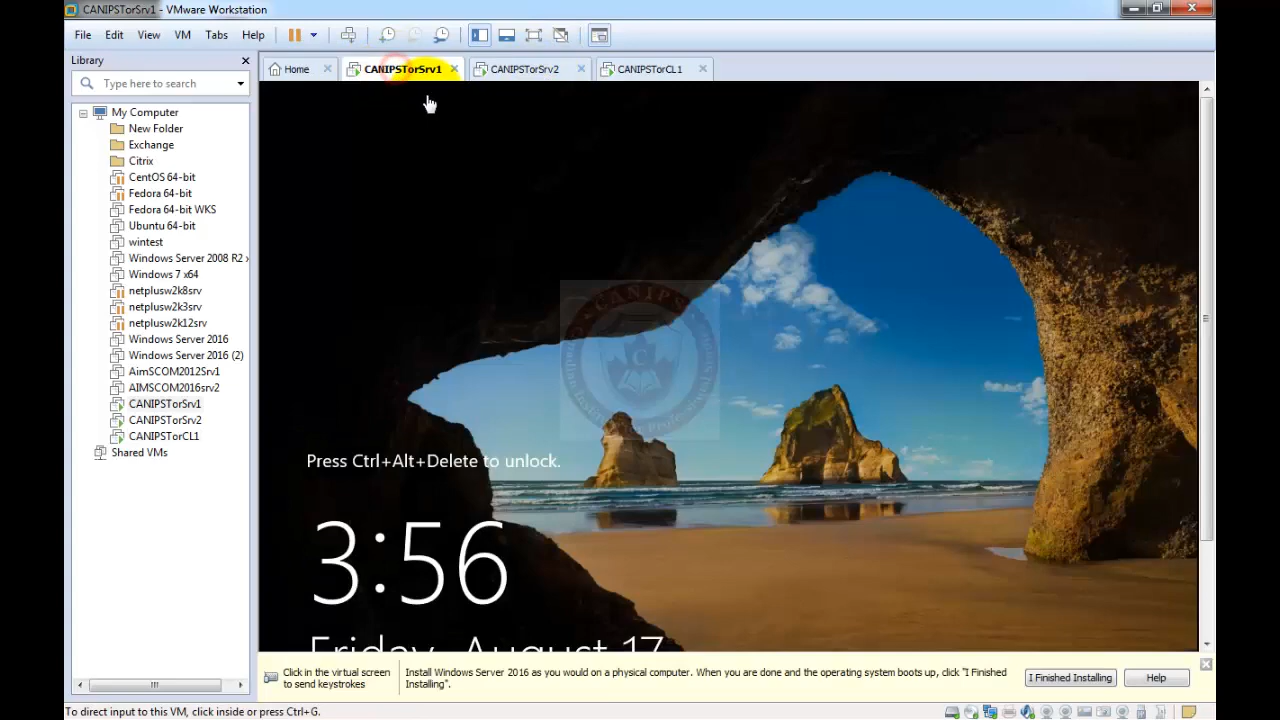 CANIPSTorSrv1 - VMware Workstation
File Edit View VM Tabs Help
Library
Type here to search
Home
CANIPSTorSrv1
CANIPSTorSrv2
CANIPSTorCL1
My Computer
New Folder
Exchange
Citrix
CentOS 64-bit
Fedora 64-bit
Fedora 64-bit WKS
Ubuntu 64-bit
wintest
Windows Server 2008 R2 x
Windows 7 x64
netplusw2k8srv
netplusw2k3srv
netplusw2k12srv
Windows Server 2016
Windows Server 2016 (2)
AimSCOM2012Srv1
AIMSCOM2016srv2
CANIPSTorSrv1
CANIPSTorSrv2
CANIPSTorCL1
Shared VMs
CANIPS
C
Press Ctrl+Alt+Delete to unlock.
3:56
Friday, August 17
Click in the virtual screen
to send keystrokes
Install Windows Server 2016 as you would on a physical computer. When you are done and the operating system boots up, click "I Finished
Installing".
I Finished Installing
Help
To direct input to this VM, click inside or press Ctrl+G.